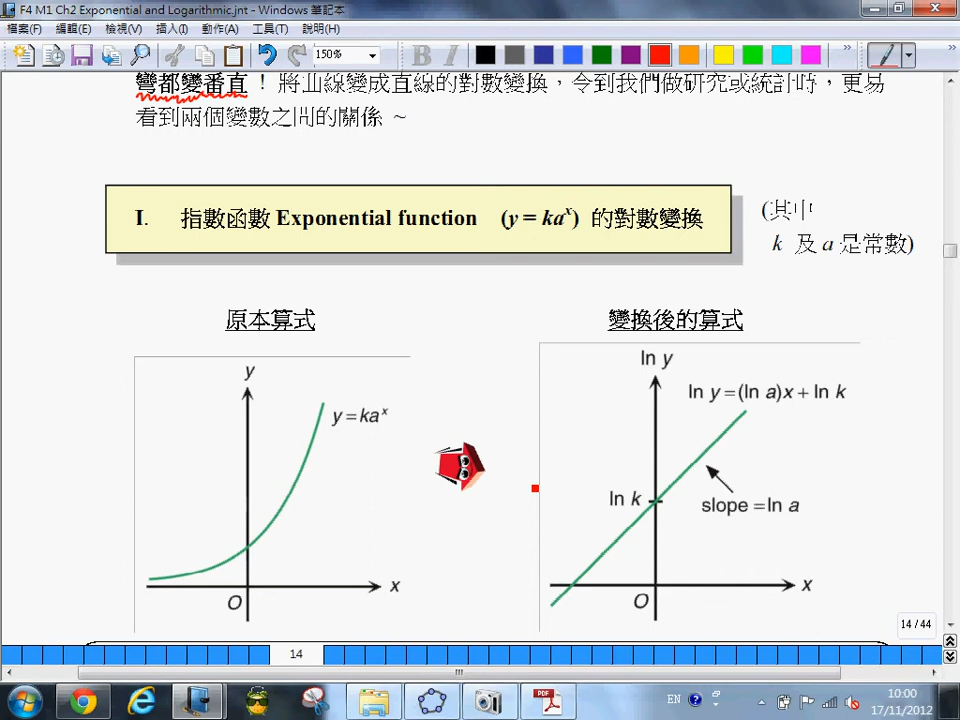 F4 M1 Ch2 Exponential and Logarithmic.jnt - Windows 筆記本
檔案(F) 編輯(E) 檢視(V) 插入(I) 動作(A) 工具(T) 說明(H)
150% B I
彎都變番直！將曲線變成直線的對數變換，令到我們做研究或統計時，更易
看到兩個變數之間的關係 ~
I. 指數函數 Exponential function (y = kaˣ) 的對數變換
(其中
k 及 a 是常數)
原本算式
變換後的算式
y
y = kaˣ
x
O
ln y
ln y = (ln a)x + ln k
ln k
slope = ln a
x
O
14 / 44
14
PDF
EN
10:00
17/11/2012